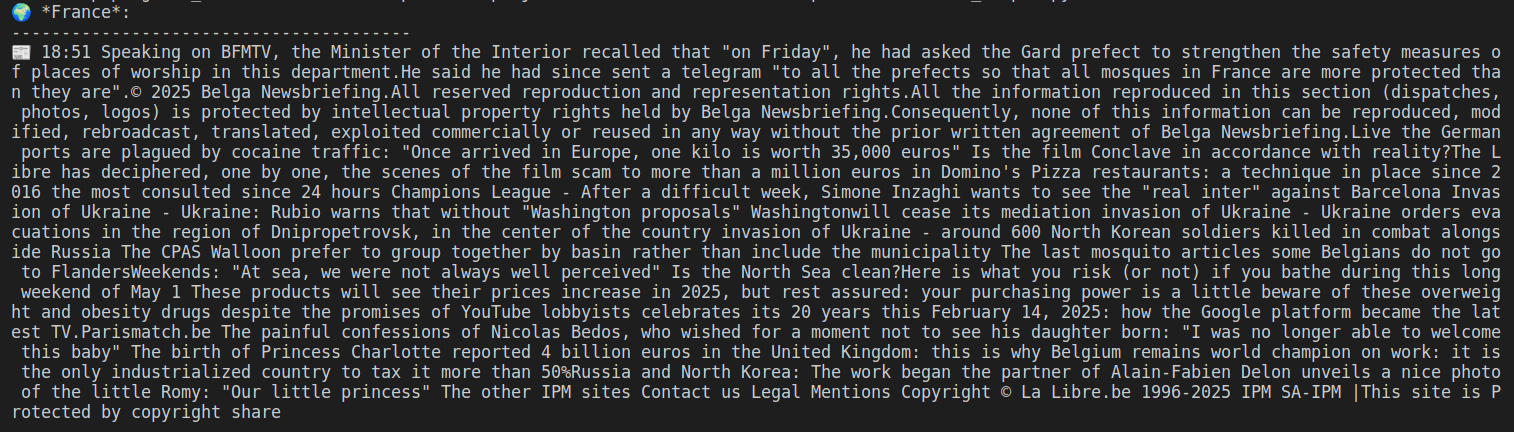 🌍 *France*:
----------------------------------------
📰 18:51 Speaking on BFMTV, the Minister of the Interior recalled that "on Friday", he had asked the Gard prefect to strengthen the safety measures o
f places of worship in this department.He said he had since sent a telegram "to all the prefects so that all mosques in France are more protected tha
n they are".© 2025 Belga Newsbriefing.All reserved reproduction and representation rights.All the information reproduced in this section (dispatches,
photos, logos) is protected by intellectual property rights held by Belga Newsbriefing.Consequently, none of this information can be reproduced, mod
ified, rebroadcast, translated, exploited commercially or reused in any way without the prior written agreement of Belga Newsbriefing.Live the German
ports are plagued by cocaine traffic: "Once arrived in Europe, one kilo is worth 35,000 euros" Is the film Conclave in accordance with reality?The L
ibre has deciphered, one by one, the scenes of the film scam to more than a million euros in Domino's Pizza restaurants: a technique in place since 2
016 the most consulted since 24 hours Champions League - After a difficult week, Simone Inzaghi wants to see the "real inter" against Barcelona Invas
ion of Ukraine - Ukraine: Rubio warns that without "Washington proposals" Washingtonwill cease its mediation invasion of Ukraine - Ukraine orders eva
cuations in the region of Dnipropetrovsk, in the center of the country invasion of Ukraine - around 600 North Korean soldiers killed in combat alongs
ide Russia The CPAS Walloon prefer to group together by basin rather than include the municipality The last mosquito articles some Belgians do not go
to FlandersWeekends: "At sea, we were not always well perceived" Is the North Sea clean?Here is what you risk (or not) if you bathe during this long
weekend of May 1 These products will see their prices increase in 2025, but rest assured: your purchasing power is a little beware of these overweig
ht and obesity drugs despite the promises of YouTube lobbyists celebrates its 20 years this February 14, 2025: how the Google platform became the lat
est TV.Parismatch.be The painful confessions of Nicolas Bedos, who wished for a moment not to see his daughter born: "I was no longer able to welcome
this baby" The birth of Princess Charlotte reported 4 billion euros in the United Kingdom: this is why Belgium remains world champion on work: it is
the only industrialized country to tax it more than 50%Russia and North Korea: The work began the partner of Alain-Fabien Delon unveils a nice photo
of the little Romy: "Our little princess" The other IPM sites Contact us Legal Mentions Copyright © La Libre.be 1996-2025 IPM SA-IPM |This site is P
rotected by copyright share